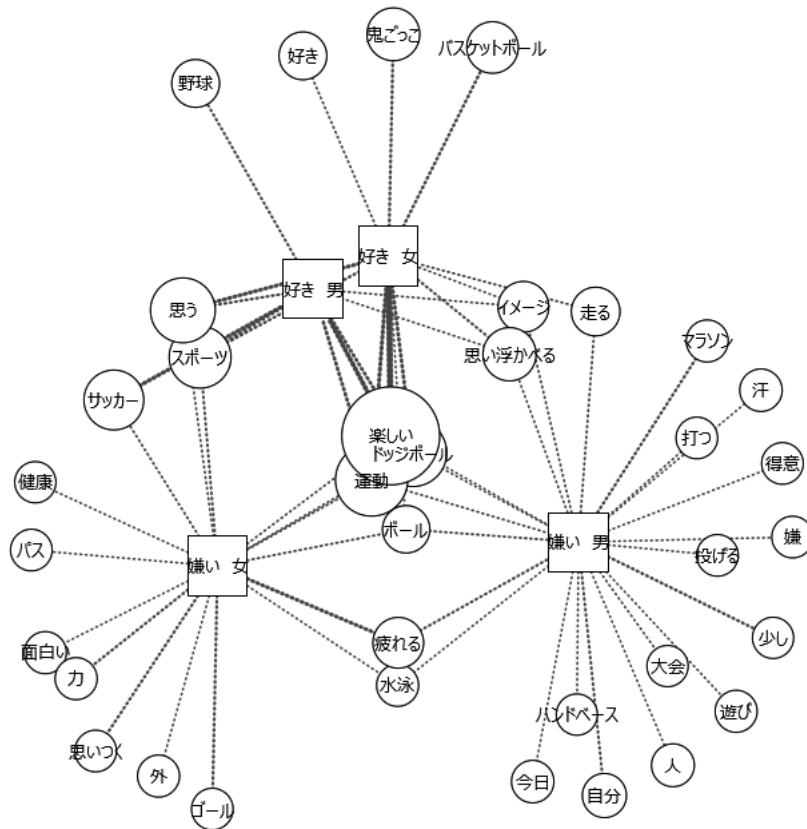 鬼ごっこ
好き
バスケットボール
野球
好き　女
好き　男
思う
イメージ
走る
スポーツ
思い浮かべる
マラソン
サッカー
汗
楽しい
打つ
ドッジボール
得意
運動
健康
ボール
嫌
パス
嫌い　女
嫌い　男
投げる
疲れる
少し
面白い
大会
力
水泳
遊び
ハンドベース
思いつく
人
外
今日
自分
ゴール